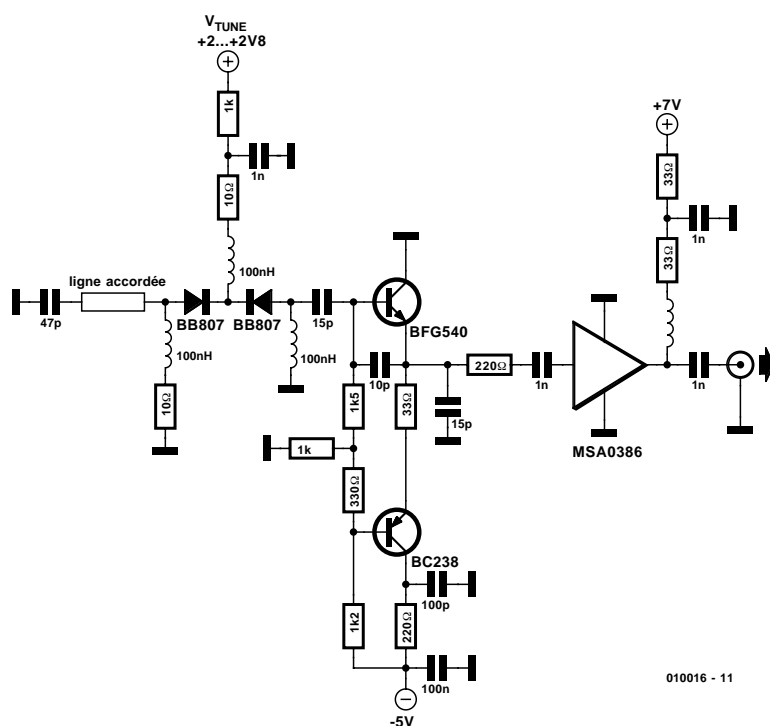 V TUNE
+2...+2V8
1k
1n
10Ω
100nH
ligne accordée
47p
BB807
BB807
15p
100nH
100nH
10Ω
BFG540
10p
1k5
33Ω
15p
220Ω
1n
1k
330Ω
BC238
100p
1k2
220Ω
100n
-5V
+7V
33Ω
1n
33Ω
1n
MSA0386
010016 - 11